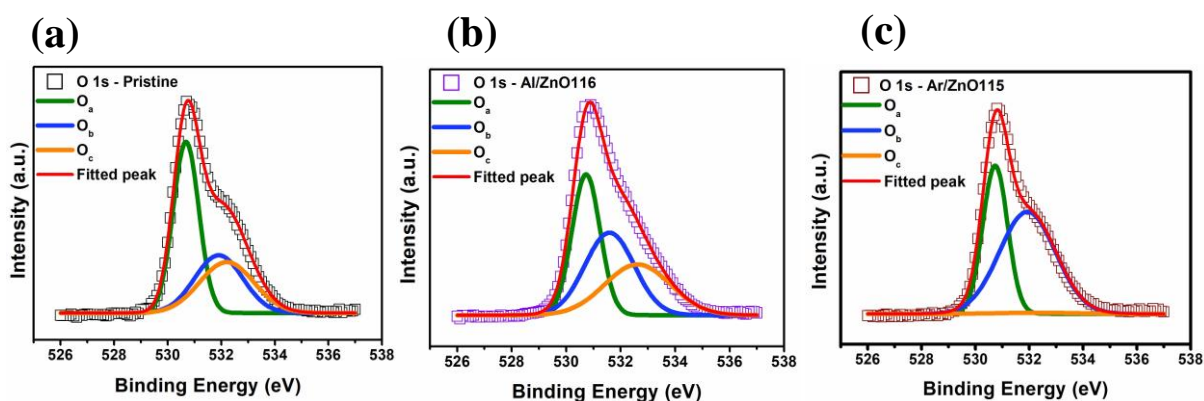 (a)
O 1s - Pristine
Oa
Ob
Oc
Fitted peak
Intensity (a.u.)
526 528 530 532 534 536 538
Binding Energy (eV)
(b)
O 1s - Al/ZnO116
Oa
Ob
Oc
Fitted peak
Intensity (a.u.)
526 528 530 532 534 536 538
Binding Energy (eV)
(c)
O 1s - Ar/ZnO115
Oa
Ob
Oc
Fitted peak
Intensity (a.u.)
526 528 530 532 534 536 538
Binding Energy (eV)